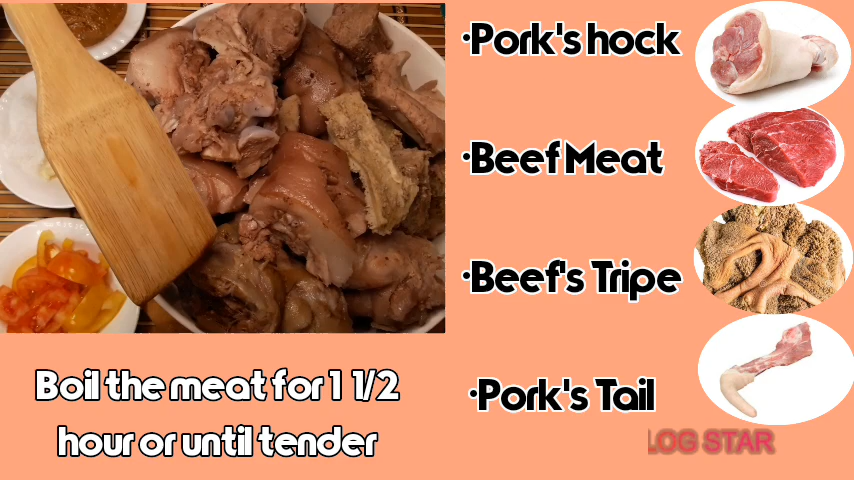 •Pork's hock
•Beef Meat
•Beef's Tripe
•Pork's Tail
Boil the meat for 1 1/2
hour or until tender
LOG STAR